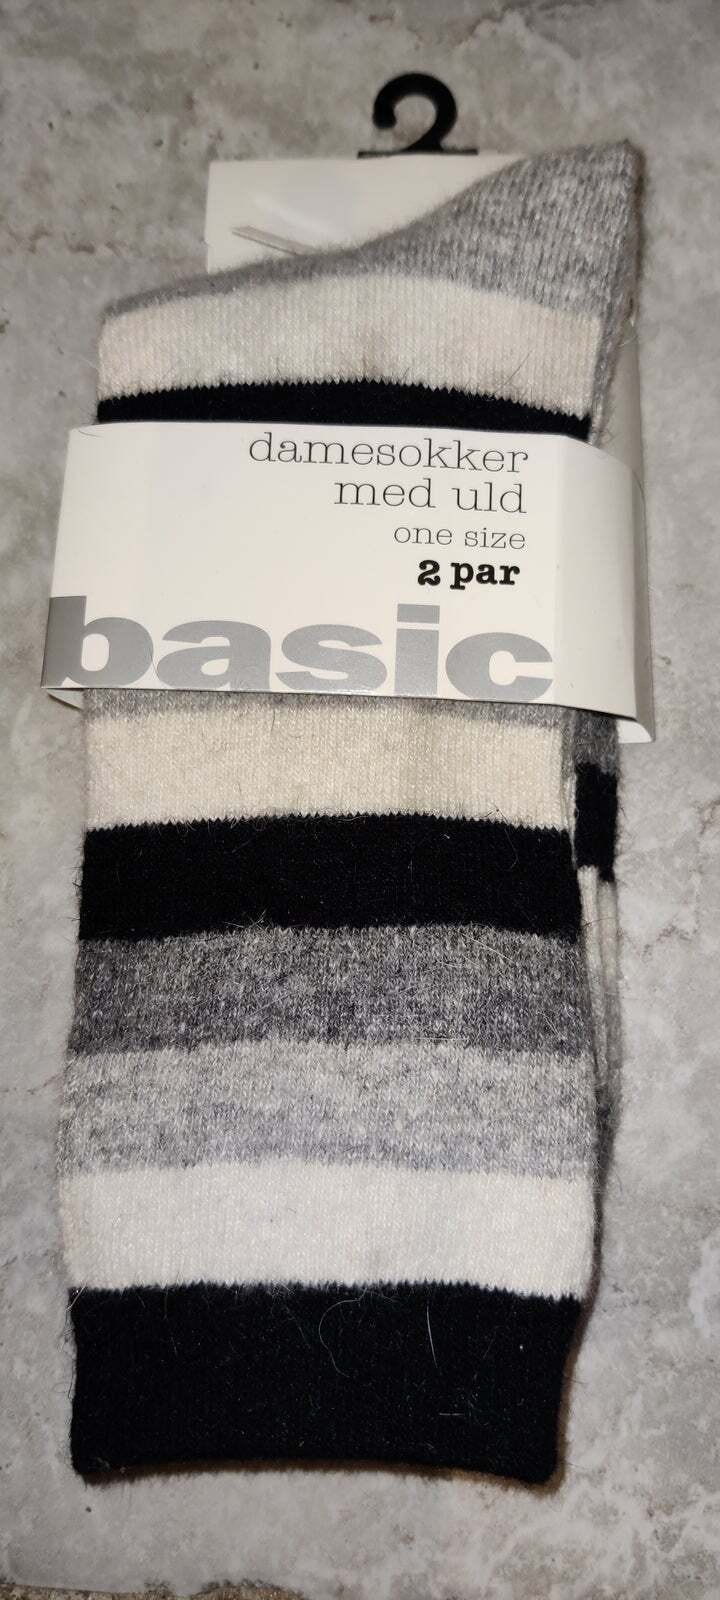 damesokker
med uld
one size
2 par
basic